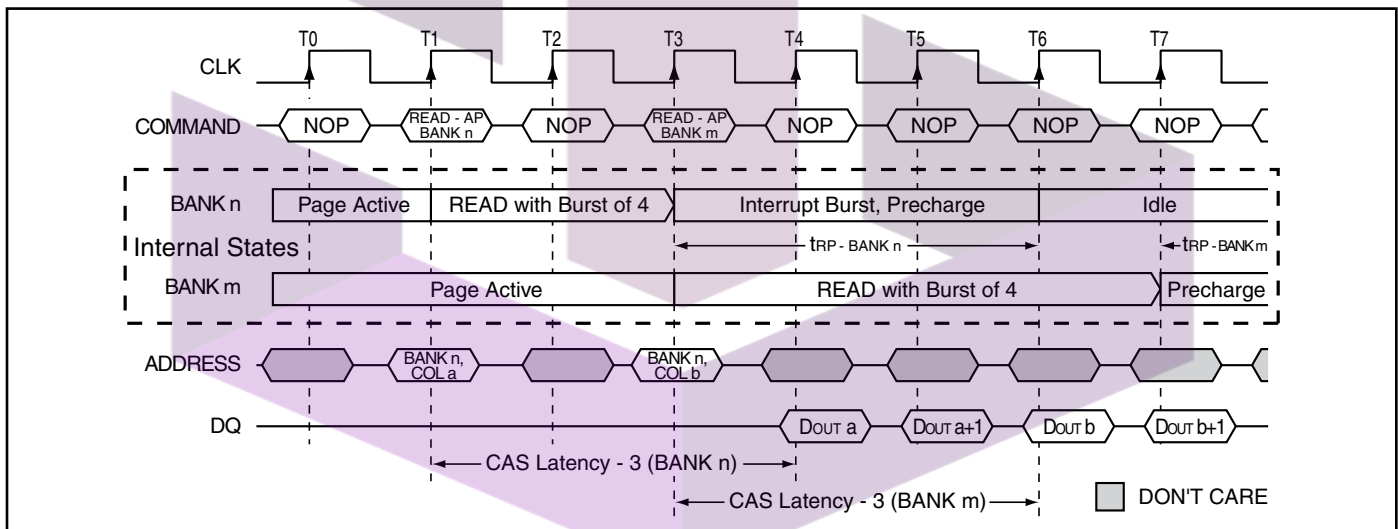 T0 T1 T2 T3 T4 T5 T6 T7
CLK
COMMAND NOP READ - AP BANK n NOP READ - AP BANK m NOP NOP NOP NOP
BANK n Page Active READ with Burst of 4 Interrupt Burst, Precharge Idle
Internal States tRP - BANK n tRP - BANK m
BANK m Page Active READ with Burst of 4 Precharge
ADDRESS BANK n, COL a BANK n, COL b
DQ DOUT a DOUT a+1 DOUT b DOUT b+1
CAS Latency - 3 (BANK n)
CAS Latency - 3 (BANK m) DON'T CARE